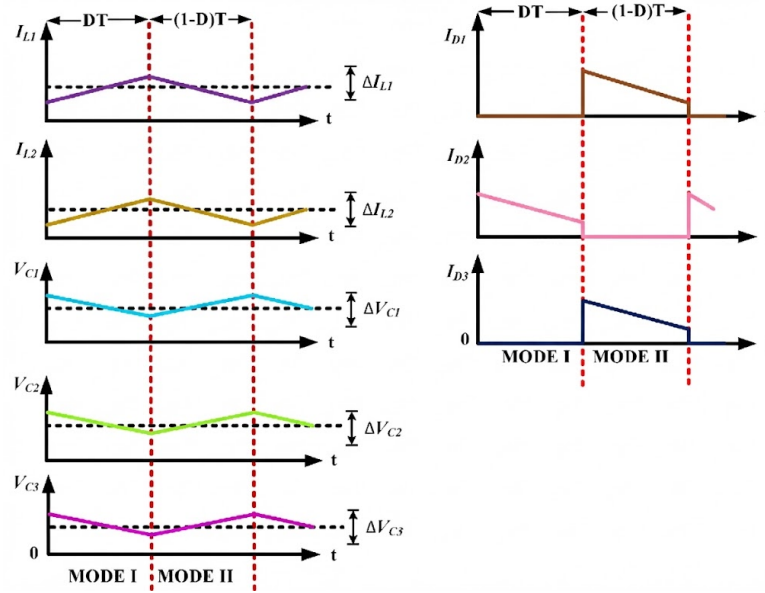 DT (1-D)T
I_L1
ΔI_L1
t
I_L2
ΔI_L2
t
V_C1
ΔV_C1
t
V_C2
ΔV_C2
t
V_C3
ΔV_C3
0
t
MODE I MODE II
DT (1-D)T
I_D1
I_D2
I_D3
0
MODE I MODE II